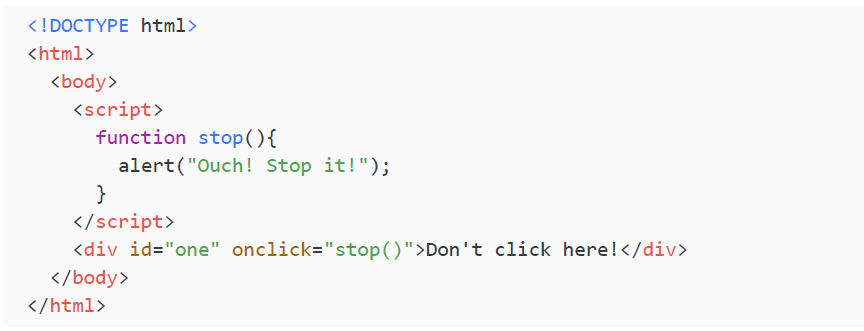 <!DOCTYPE html>
<html>
  <body>
    <script>
      function stop(){
        alert("Ouch! Stop it!");
      }
    </script>
    <div id="one" onclick="stop()">Don't click here!</div>
  </body>
</html>